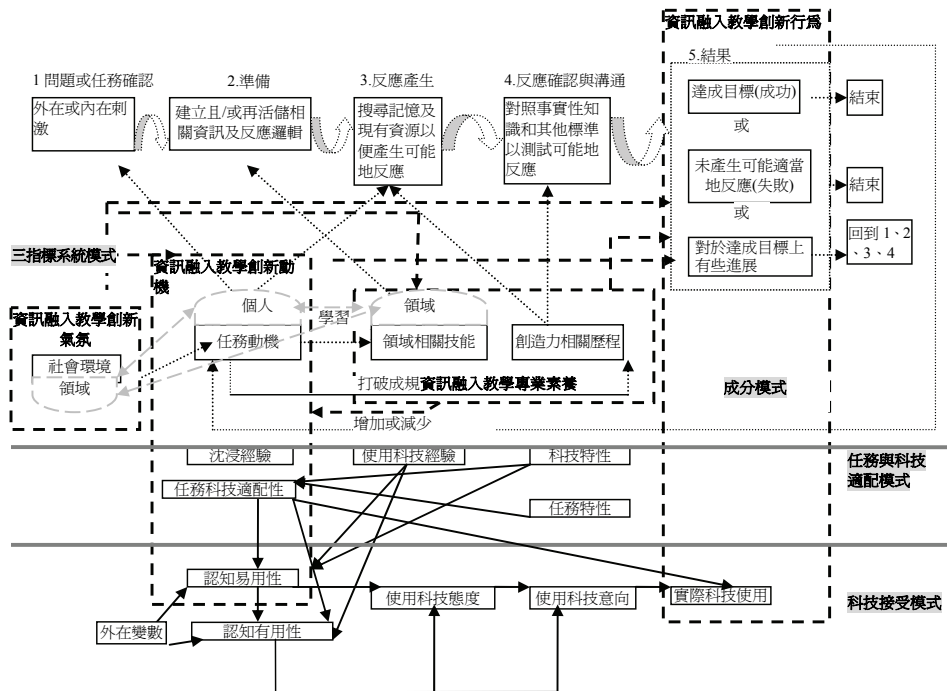 資訊融入教學創新行為
1 問題或任務確認
2.準備
3.反應產生
4.反應確認與溝通
5.結果
外在或內在刺
激
建立且/或再活儲相
關資訊及反應邏輯
搜尋記憶及
現有資源以
便產生可能
地反應
對照事實性知
識和其他標準
以測試可能地
反應
達成目標(成功)
結束
或
未產生可能適當
地反應(失敗)
結束
或
對於達成目標上
有些進展
回到 1、2
、3、4
三指標系統模式
資訊融入教學創新動
機
資訊融入教學創新
氣氛
個人
學習
領域
社會環境
任務動機
領域相關技能
創造力相關歷程
領域
打破成規
資訊融入教學專業素養
成分模式
增加或減少
沈浸經驗
使用科技經驗
科技特性
任務與科技
適配模式
任務科技適配性
任務特性
認知易用性
使用科技態度
使用科技意向
實際科技使用
科技接受模式
外在變數
認知有用性